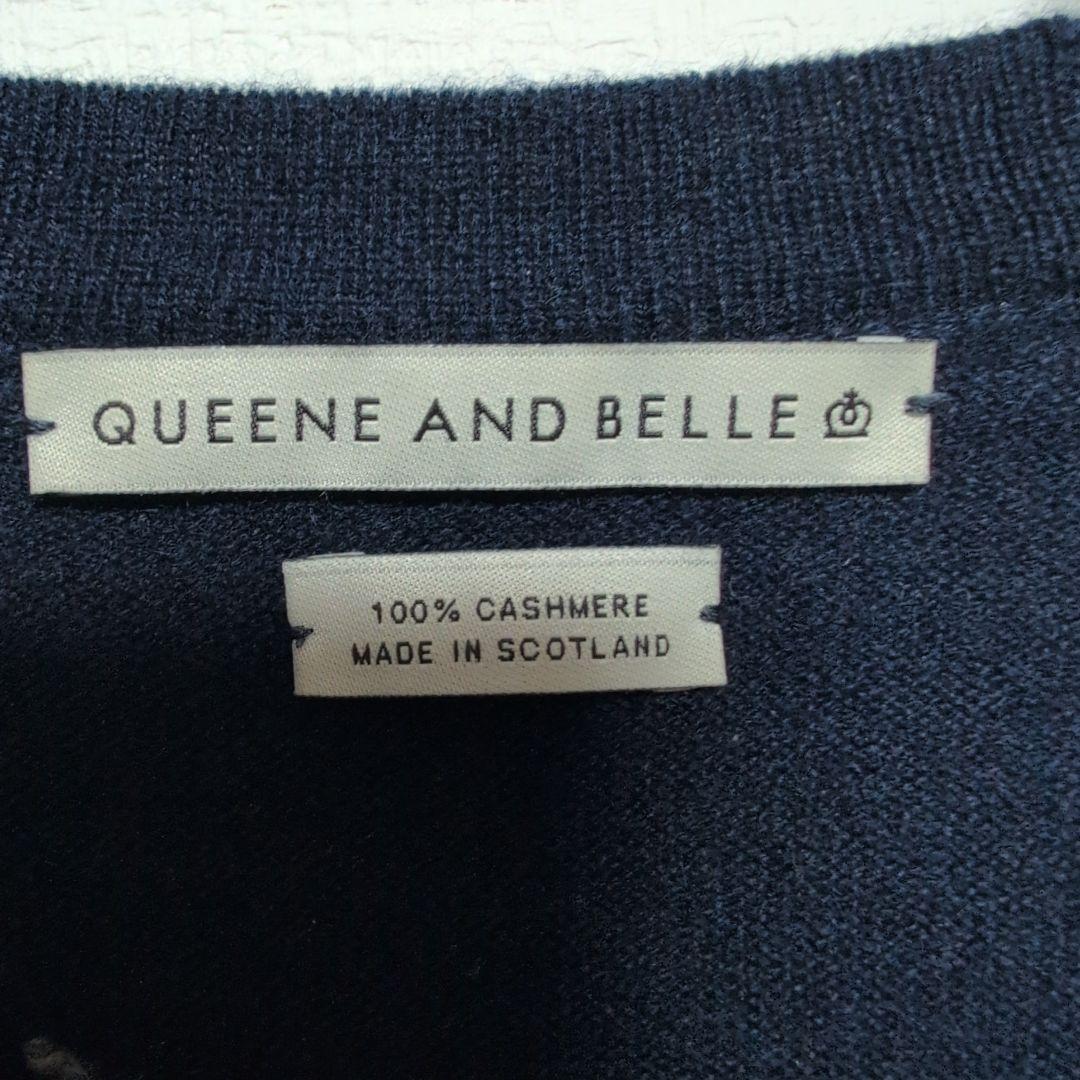 QUEENE AND BELLE
100% CASHMERE
MADE IN SCOTLAND